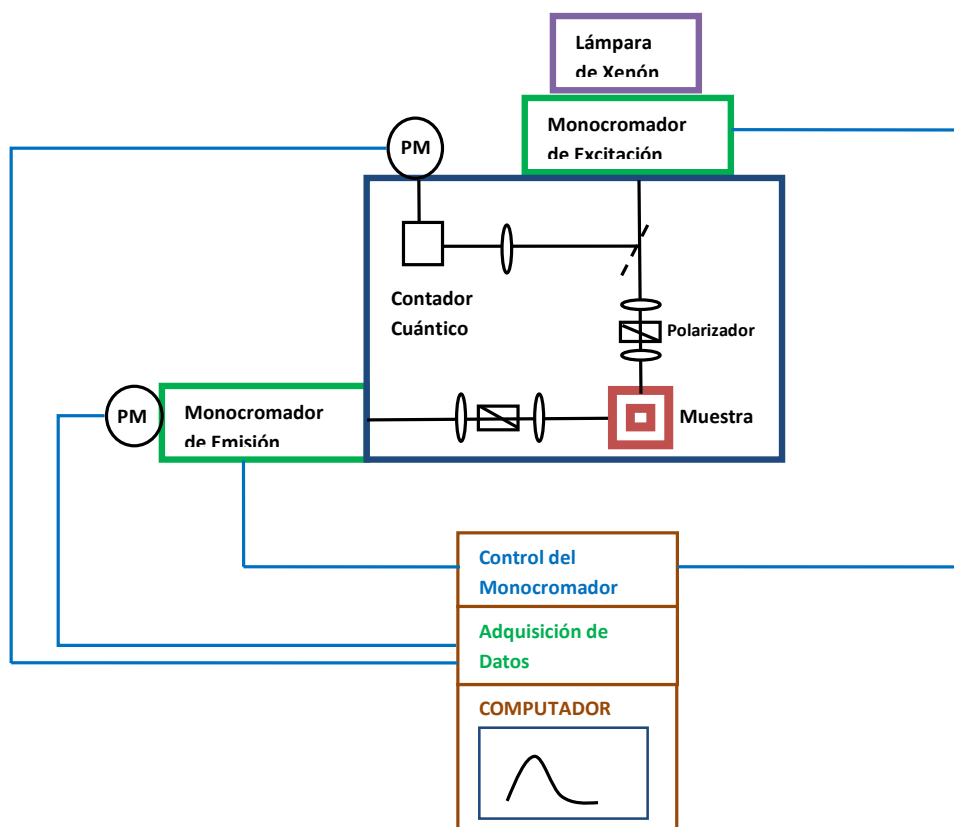 Lámpara
de Xenón
Monocromador
de Excitación
PM
Contador
Cuántico
Polarizador
PM
Monocromador
de Emisión
Muestra
Control del
Monocromador
Adquisición de
Datos
COMPUTADOR